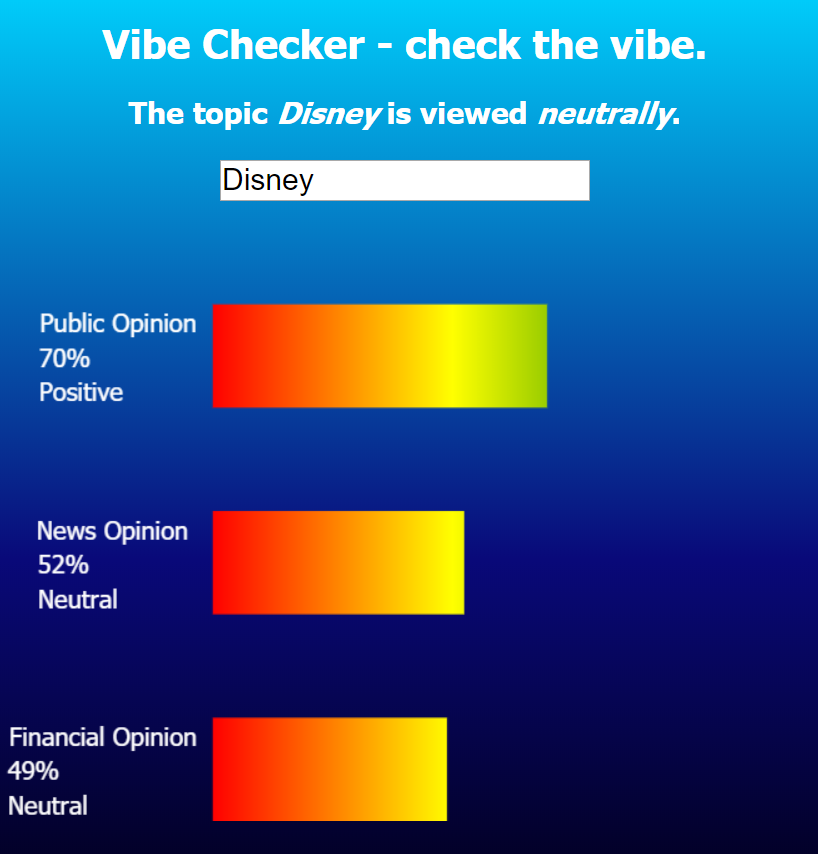 Vibe Checker - check the vibe.
The topic Disney is viewed neutrally.
Disney
Public Opinion
70%
Positive
News Opinion
52%
Neutral
Financial Opinion
49%
Neutral